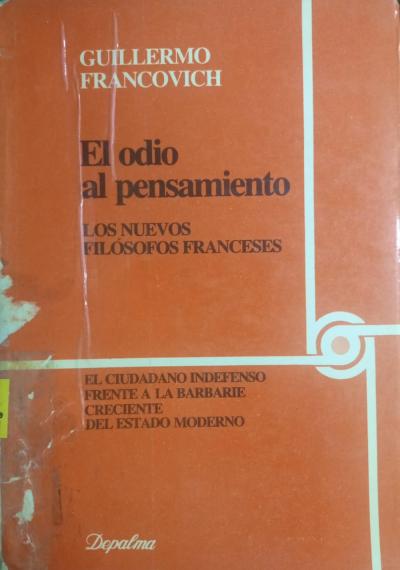 GUILLERMO
FRANCOVICH
El odio
al pensamiento
LOS NUEVOS
FILÓSOFOS FRANCESES
EL CIUDADANO INDEFENSO
FRENTE A LA BARBARIE
CRECIENTE
DEL ESTADO MODERNO
Depalma